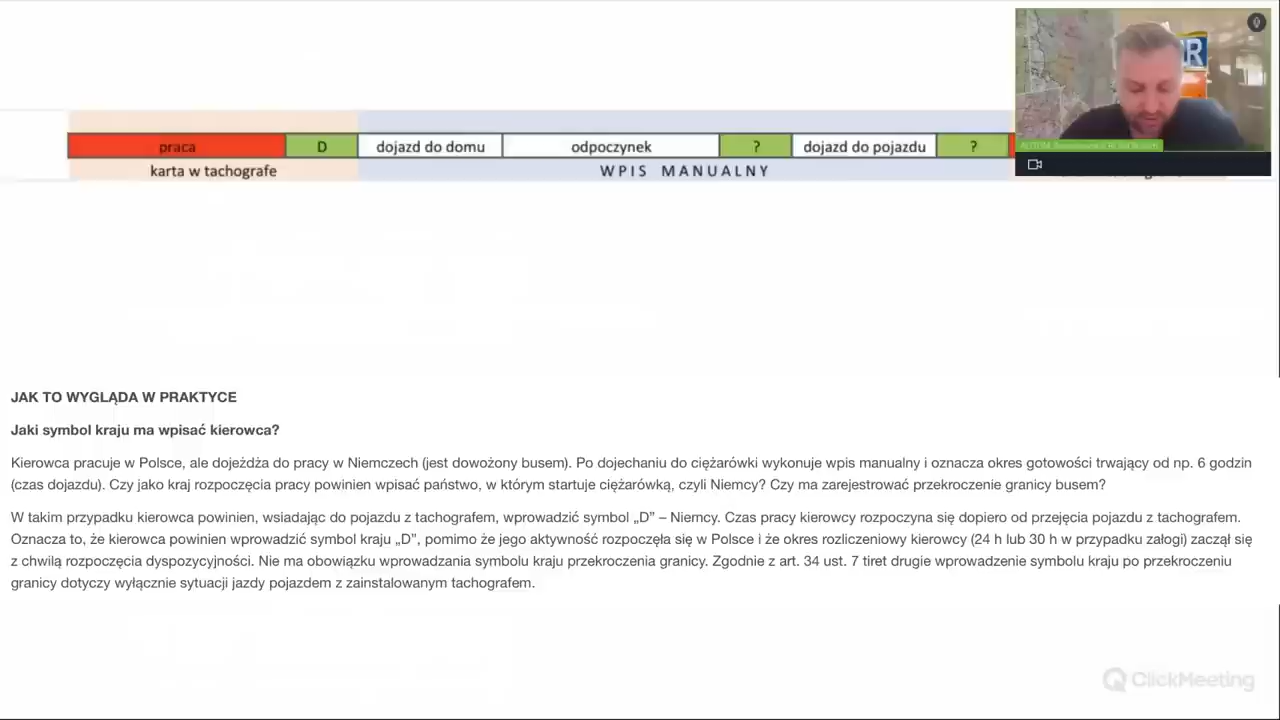 R
praca
D
dojazd do domu
odpoczynek
?
dojazd do pojazdu
?
karta w tachografe
WPIS MANUALNY
JAK TO WYGLĄDA W PRAKTYCE
Jaki symbol kraju ma wpisać kierowca?
Kierowca pracuje w Polsce, ale dojeżdża do pracy w Niemczech (jest dowożony busem). Po dojechaniu do ciężarówki wykonuje wpis manualny i oznacza okres gotowości trwający od np. 6 godzin
(czas dojazdu). Czy jako kraj rozpoczęcia pracy powinien wpisać państwo, w którym startuje ciężarówką, czyli Niemcy? Czy ma zarejestrować przekroczenie granicy busem?
W takim przypadku kierowca powinien, wsiadając do pojazdu z tachografem, wprowadzić symbol „D” – Niemcy. Czas pracy kierowcy rozpoczyna się dopiero od przejęcia pojazdu z tachografem.
Oznacza to, że kierowca powinien wprowadzić symbol kraju „D”, pomimo że jego aktywność rozpoczęła się w Polsce i że okres rozliczeniowy kierowcy (24 h lub 30 h w przypadku załogi) zaczął się
z chwilą rozpoczęcia dyspozycyjności. Nie ma obowiązku wprowadzania symbolu kraju przekroczenia granicy. Zgodnie z art. 34 ust. 7 tiret drugie wprowadzenie symbolu kraju po przekroczeniu
granicy dotyczy wyłącznie sytuacji jazdy pojazdem z zainstalowanym tachografem.
ClickMeeting